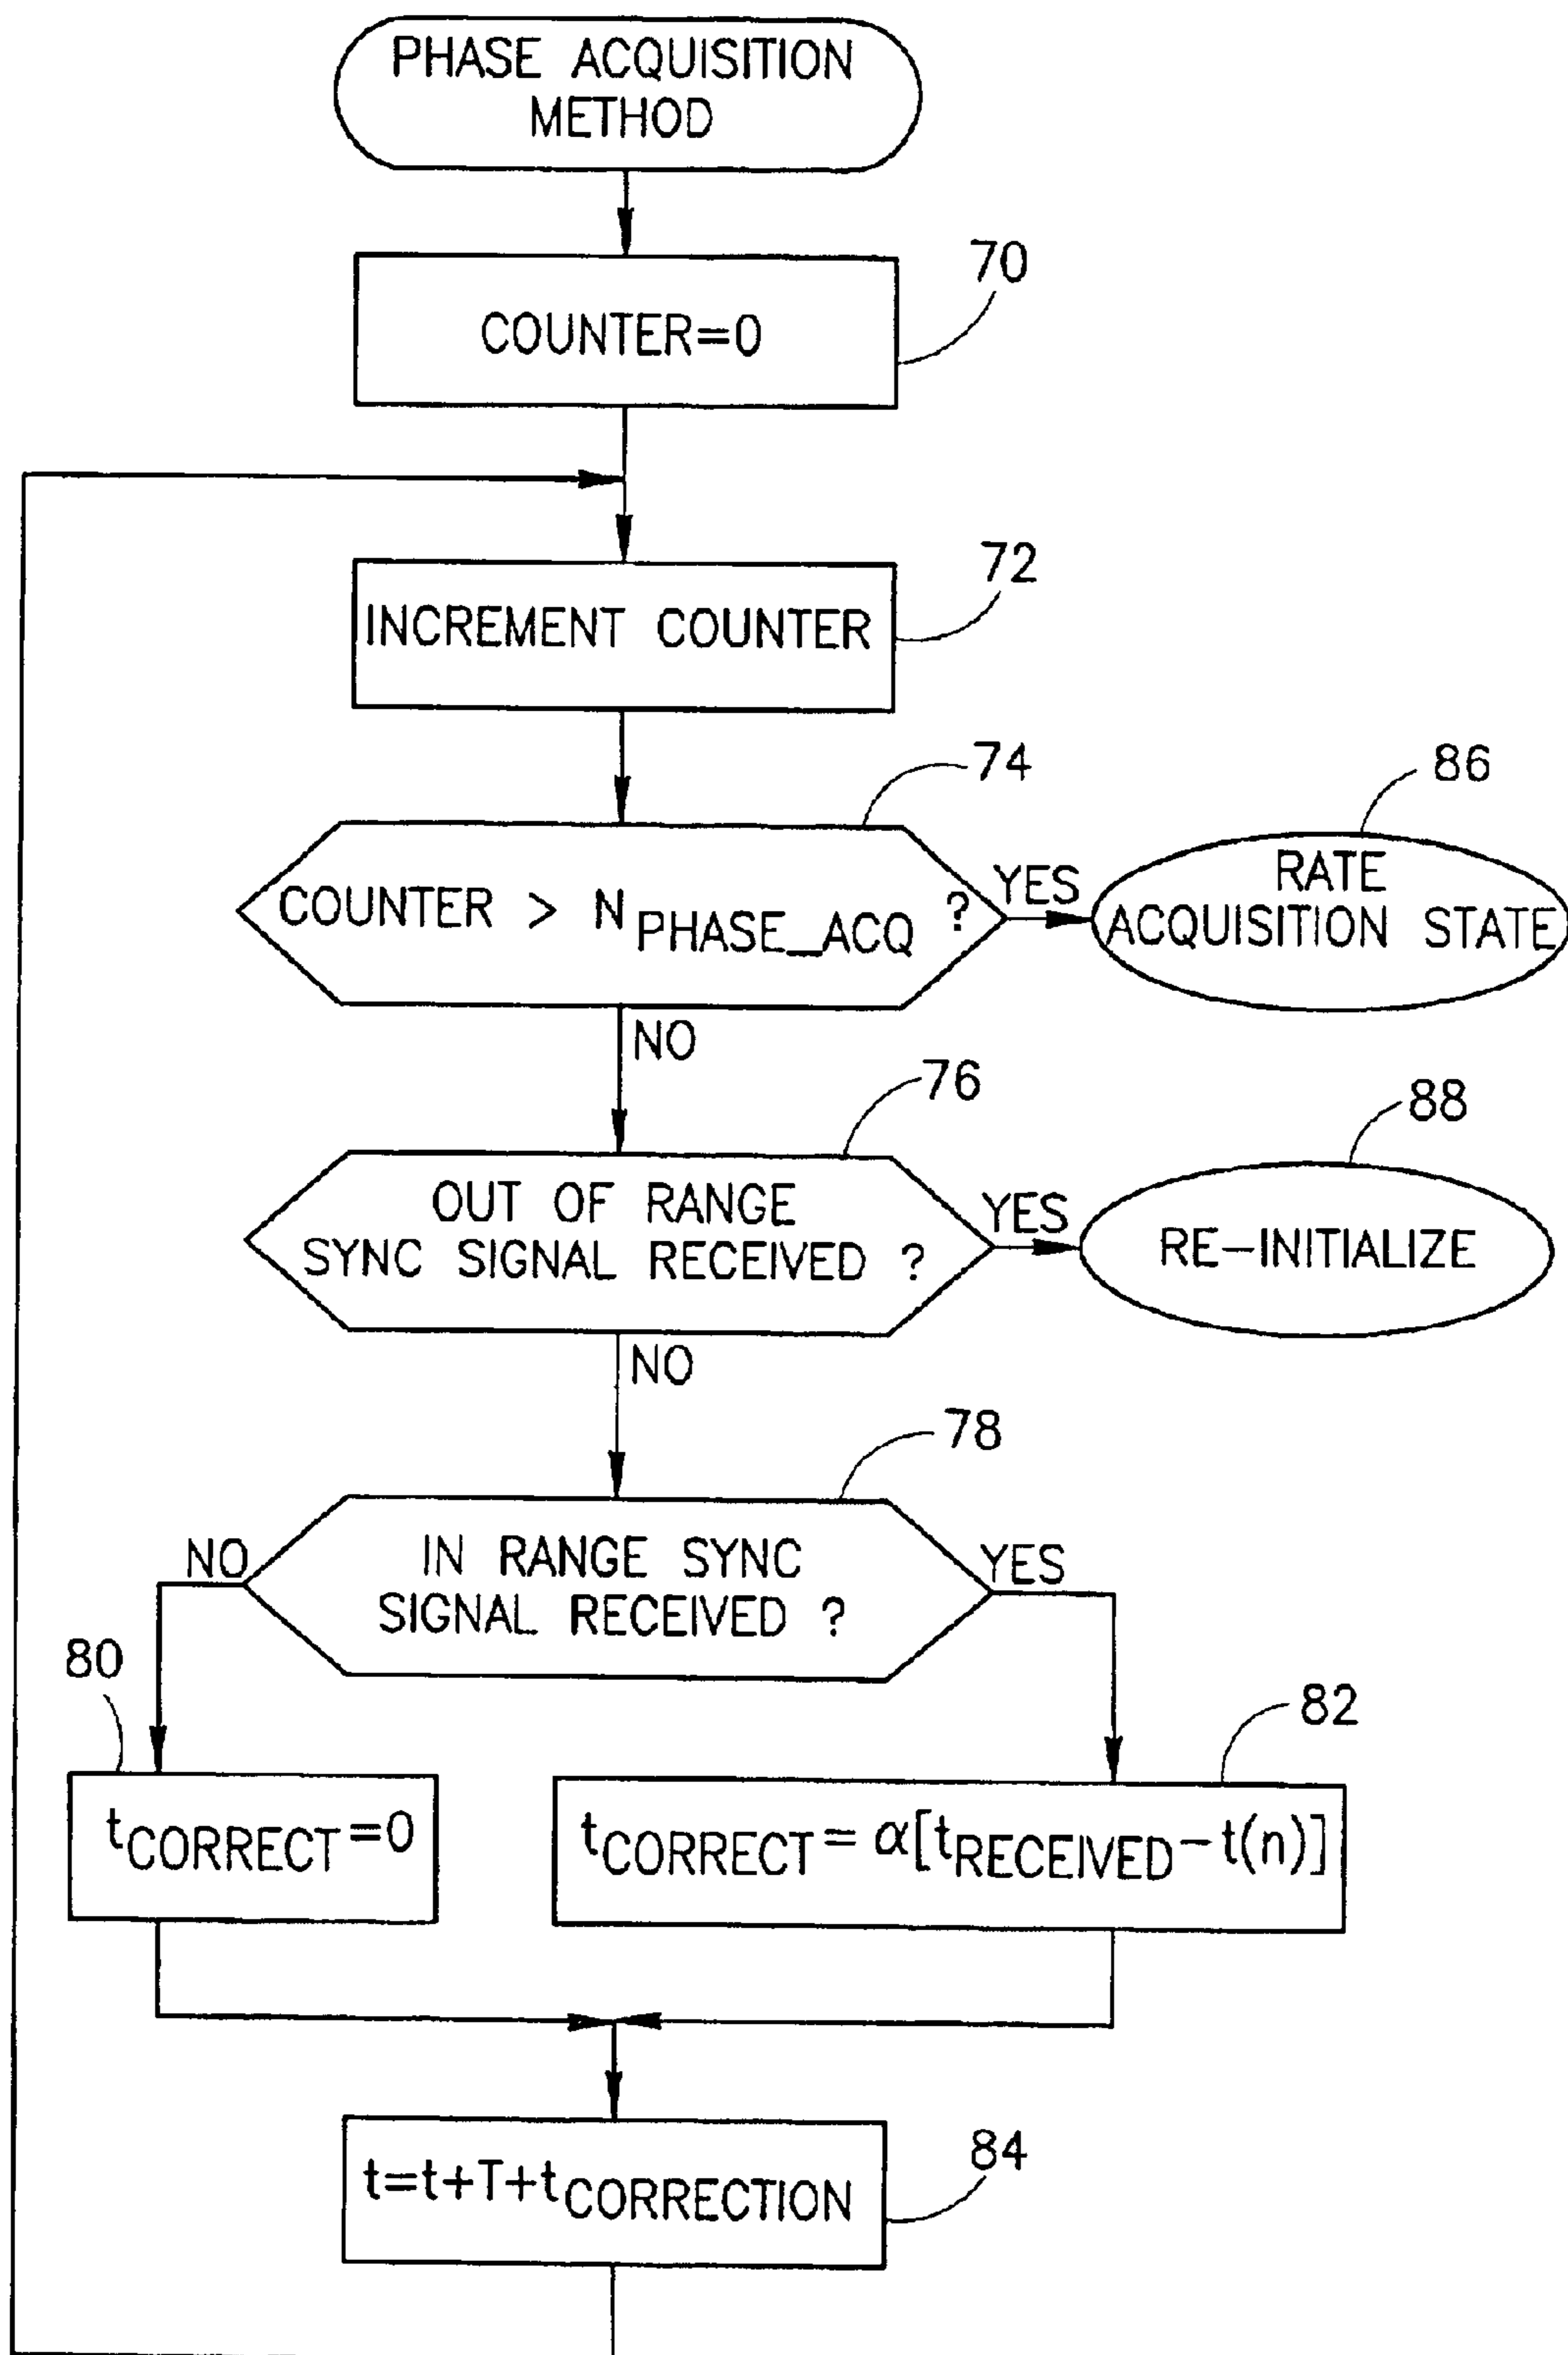 PHASE ACQUISITION
METHOD
70
COUNTER=0
72
INCREMENT COUNTER
74
86
COUNTER > N PHASE_ACQ ?
YES
RATE
ACQUISITION STATE
NO
76
88
OUT OF RANGE
SYNC SIGNAL RECEIVED ?
YES
RE-INITIALIZE
NO
78
NO
IN RANGE SYNC
SIGNAL RECEIVED ?
YES
80
82
tCORRECT=0
tCORRECT= α[tRECEIVED-t(n)]
84
t=t+T+tCORRECTION